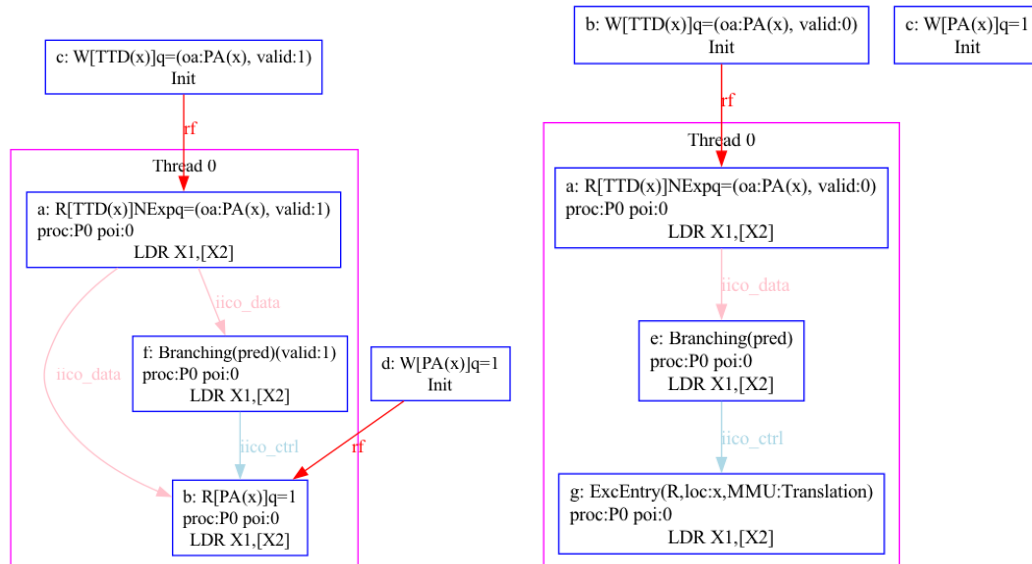 c: W[TTD(x)]q=(oa:PA(x), valid:1)
Init
rf
Thread 0
a: R[TTD(x)]NExpq=(oa:PA(x), valid:1)
proc:P0 poi:0
LDR X1,[X2]
iico_data
iico_data
f: Branching(pred)(valid:1)
proc:P0 poi:0
LDR X1,[X2]
d: W[PA(x)]q=1
Init
iico_ctrl
rf
b: R[PA(x)]q=1
proc:P0 poi:0
LDR X1,[X2]
b: W[TTD(x)]q=(oa:PA(x), valid:0)
Init
c: W[PA(x)]q=1
Init
rf
Thread 0
a: R[TTD(x)]NExpq=(oa:PA(x), valid:0)
proc:P0 poi:0
LDR X1,[X2]
iico_data
e: Branching(pred)
proc:P0 poi:0
LDR X1,[X2]
iico_ctrl
g: ExcEntry(R,loc:x,MMU:Translation)
proc:P0 poi:0
LDR X1,[X2]